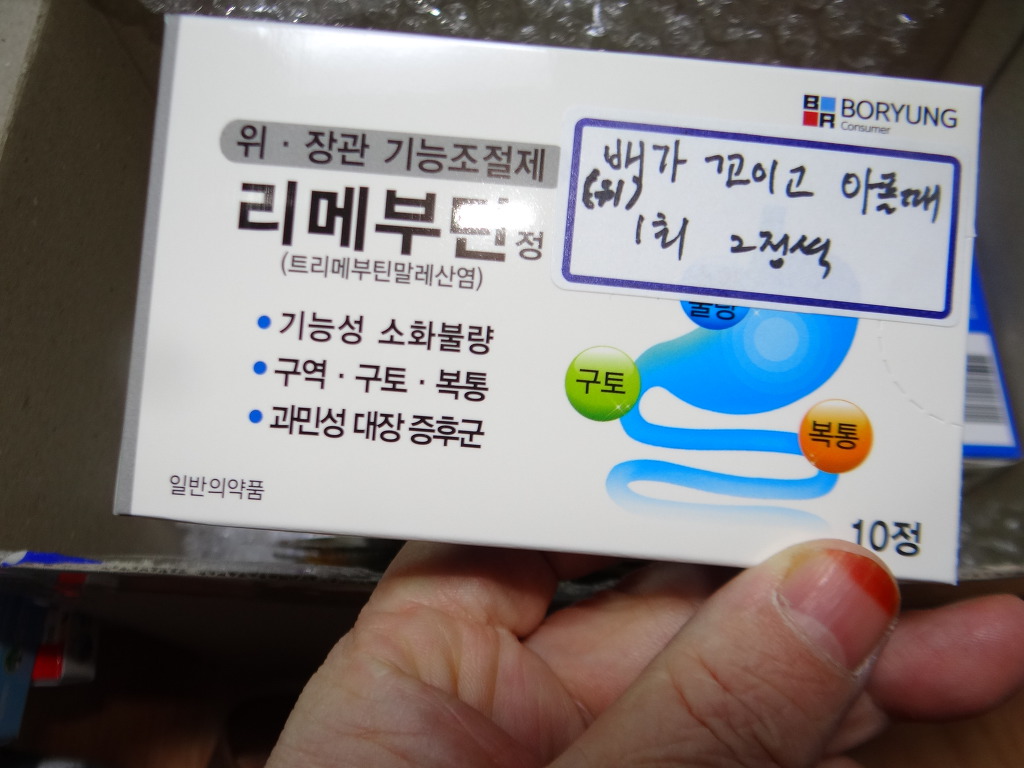 BR BORYUNG
Consumer
위·장관 기능조절제
리메부틴정
(트리메부틴말레산염)
배가 꼬이고 아플때
(위)
1회 2정씩
• 기능성 소화불량
• 구역·구토·복통
• 과민성 대장 증후군
불량
구토
복통
일반의약품
10정